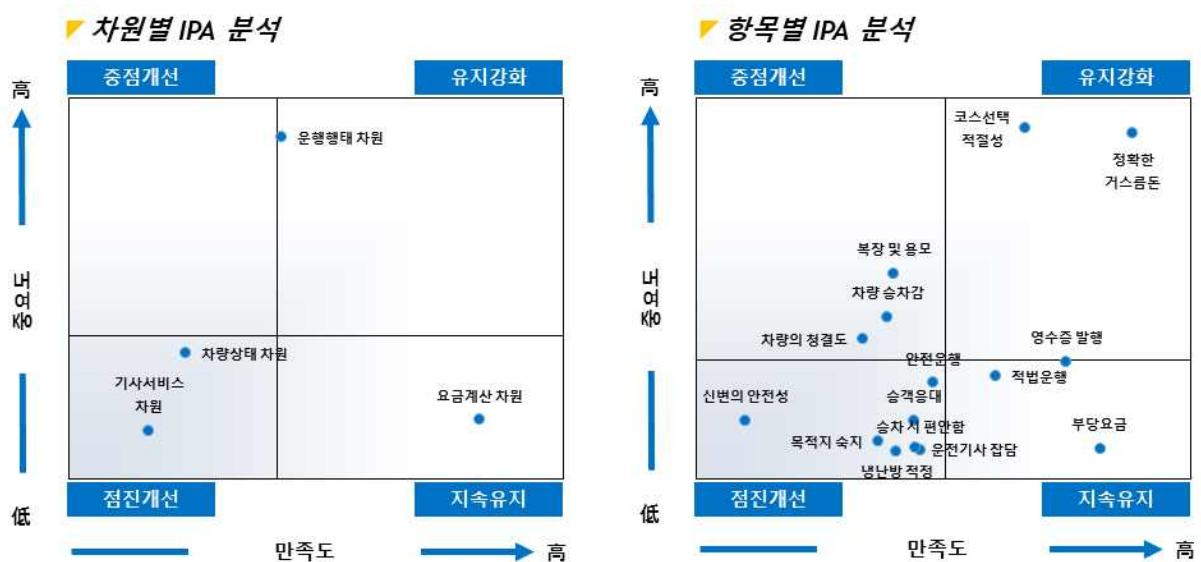 차원별 IPA 분석
중점개선
유지강화
高
운행행태 차원
중요도
차량상태 차원
기사서비스
차원
요금계산 차원
低
점진개선
지속유지
만족도
高
항목별 IPA 분석
중점개선
유지강화
高
코스선택
적절성
정확한
거스름돈
복장 및 용모
차량 승차감
중요도
차량의 청결도
영수증 발행
안전운행
적법운행
신변의 안전성
승객응대
부당요금
승차 시 편안함
목적지 숙지
운전기사 잡담
냉난방 적정
低
점진개선
지속유지
만족도
高